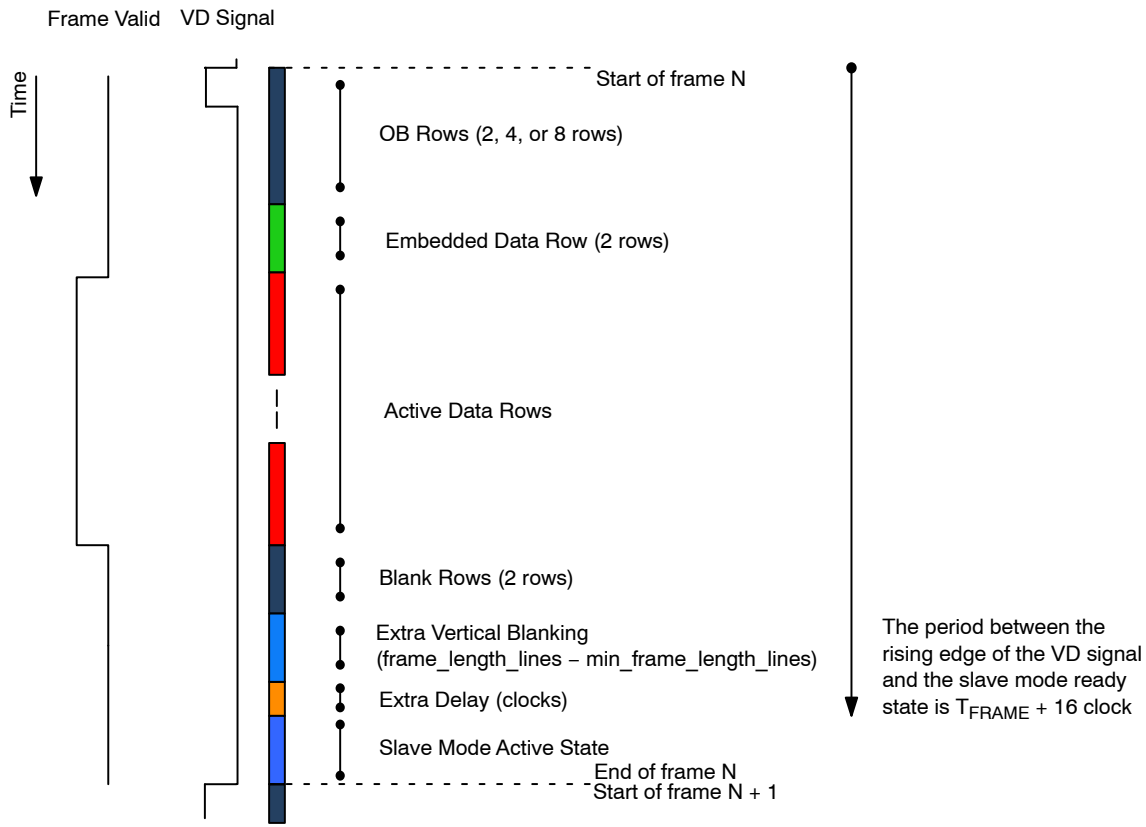 Frame Valid
VD Signal
Time
Start of frame N
OB Rows (2, 4, or 8 rows)
Embedded Data Row (2 rows)
Active Data Rows
Blank Rows (2 rows)
Extra Vertical Blanking
(frame_length_lines − min_frame_length_lines)
Extra Delay (clocks)
Slave Mode Active State
End of frame N
Start of frame N + 1
The period between the
rising edge of the VD signal
and the slave mode ready
state is TFRAME + 16 clock